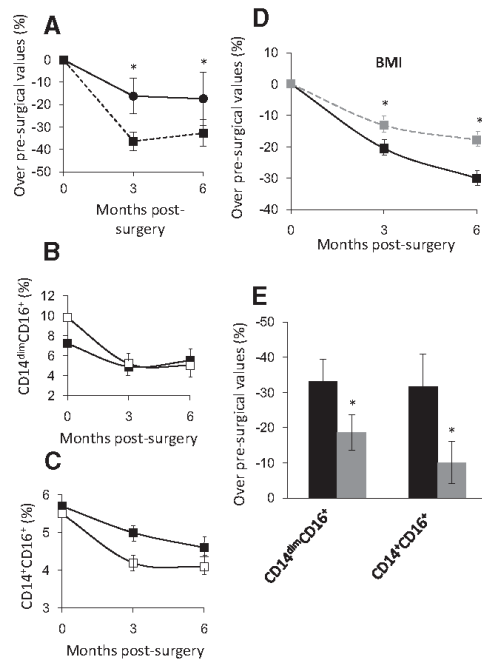 A
Over pre-surgical values (%)
0
-10
-20
-30
-40
-50
*
*
0
3
6
Months post-
surgery
B
CD14dimCD16+ (%)
12
10
8
6
4
2
0
3
6
Months post-surgery
C
CD14+CD16+ (%)
6
5
4
3
0
3
6
Months post-surgery
D
BMI
Over pre-surgical values (%)
10
0
-10
-20
-30
-40
*
*
0
3
6
Months post-surgery
E
Over pre-surgical values (%)
-50
-40
-30
-20
-10
0
*
*
CD14dimCD16+
CD14+CD16+